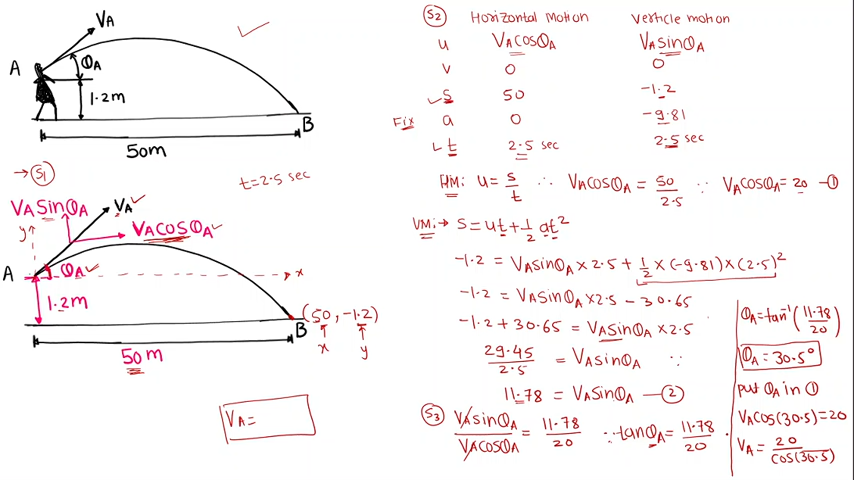 VA
A
θA
1.2m
B
50m
→ S1
t=2.5 sec
VA SinθA
VA
y
VA COSθA
A
θA
x
1.2m
(50, -1.2)
B
x
y
50m
VA=
S2 Horizontal Motion Verticle motion
u VA cosθA VA sinθA
v 0 0
s 50 -1.2
Fix a 0 -9.81
t 2.5 sec 2.5 sec
HM: u = s/t ∴ VA cosθA = 50/2.5 ∵ VA cosθA = 20 —①
VM: → s = ut + 1/2 at²
-1.2 = VA sinθA × 2.5 + 1/2 × (-9.81) × (2.5)²
-1.2 = VA sinθA × 2.5 - 30.65
-1.2 + 30.65 = VA sinθA × 2.5
29.45/2.5 = VA sinθA ∵
11.78 = VA sinθA —②
S3 VA sinθA / VA cosθA = 11.78/20 ∵ tanθA = 11.78/20
θA = tan⁻¹(11.78/20)
θA = 30.5°
put θA in ①
VA cos(30.5) = 20
VA = 20/cos(30.5)